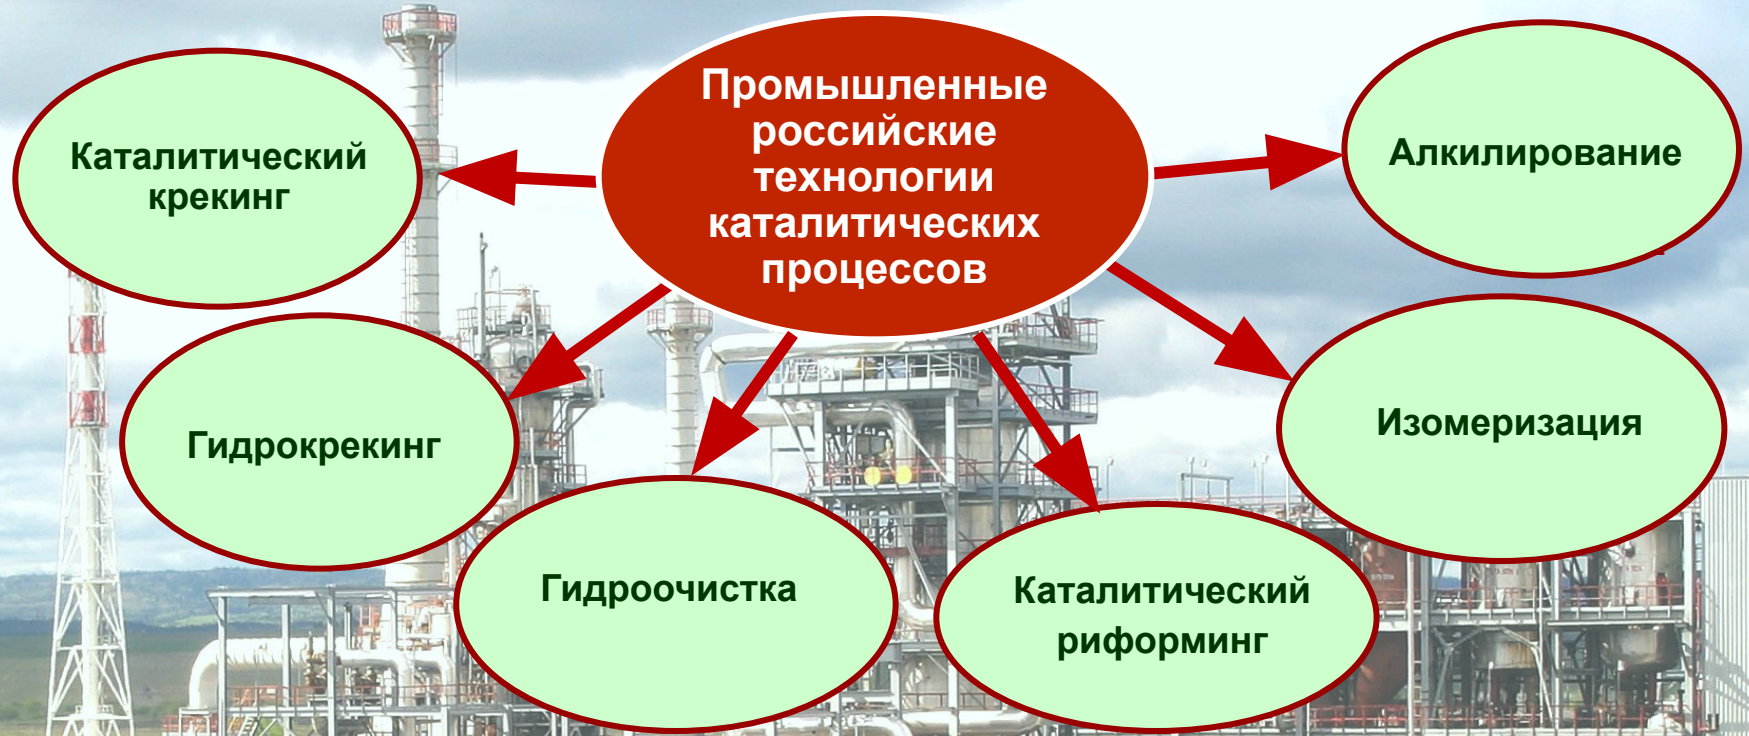 Промышленные
российские
технологии
каталитических
процессов
Каталитический
крекинг
Гидрокрекинг
Гидроочистка
Каталитический
риформинг
Изомеризация
Алкилирование